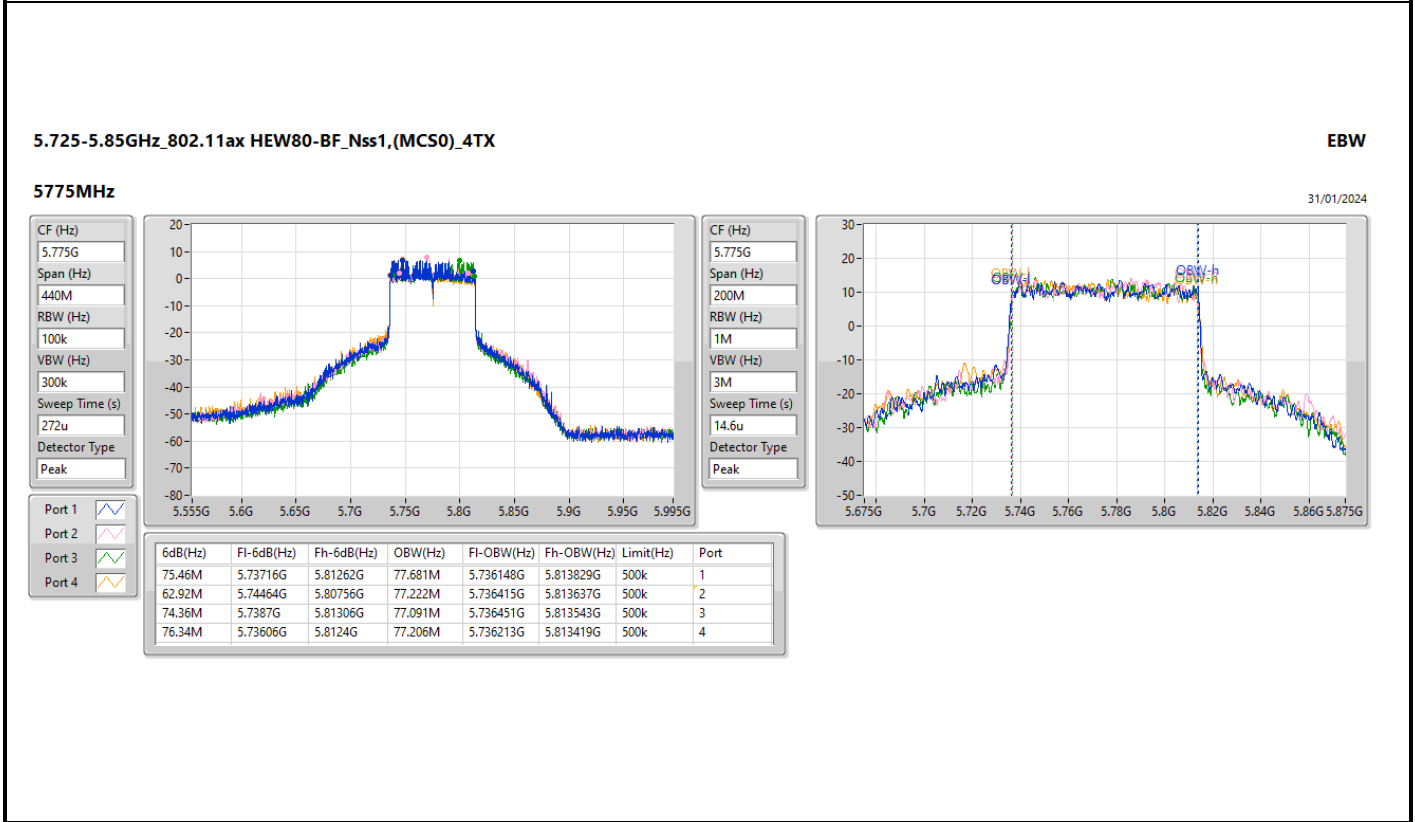 5.725-5.85GHz_802.11ax HEW80-BF_Nss1,(MCS0)_4TX
EBW
5775MHz
31/01/2024
CF (Hz)
5.775G
Span (Hz)
440M
RBW (Hz)
100k
VBW (Hz)
300k
Sweep Time (s)
272u
Detector Type
Peak
20
10
0
-10
-20
-30
-40
-50
-60
-70
-80
5.555G 5.6G 5.65G 5.7G 5.75G 5.8G 5.85G 5.9G 5.95G 5.995G
CF (Hz)
5.775G
Span (Hz)
200M
RBW (Hz)
1M
VBW (Hz)
3M
Sweep Time (s)
14.6u
Detector Type
Peak
30
20
10
0
-10
-20
-30
-40
-50
OBW-h
OBW-h
5.675G 5.7G 5.72G 5.74G 5.76G 5.78G 5.8G 5.82G 5.84G 5.86G 5.875G
Port 1
Port 2
Port 3
Port 4
6dB(Hz) Fl-6dB(Hz) Fh-6dB(Hz) OBW(Hz) Fl-OBW(Hz) Fh-OBW(Hz) Limit(Hz) Port
75.46M 5.73716G 5.81262G 77.681M 5.736148G 5.813829G 500k 1
62.92M 5.74464G 5.80756G 77.222M 5.736415G 5.813637G 500k 2
74.36M 5.7387G 5.81306G 77.091M 5.736451G 5.813543G 500k 3
76.34M 5.73606G 5.8124G 77.206M 5.736213G 5.813419G 500k 4